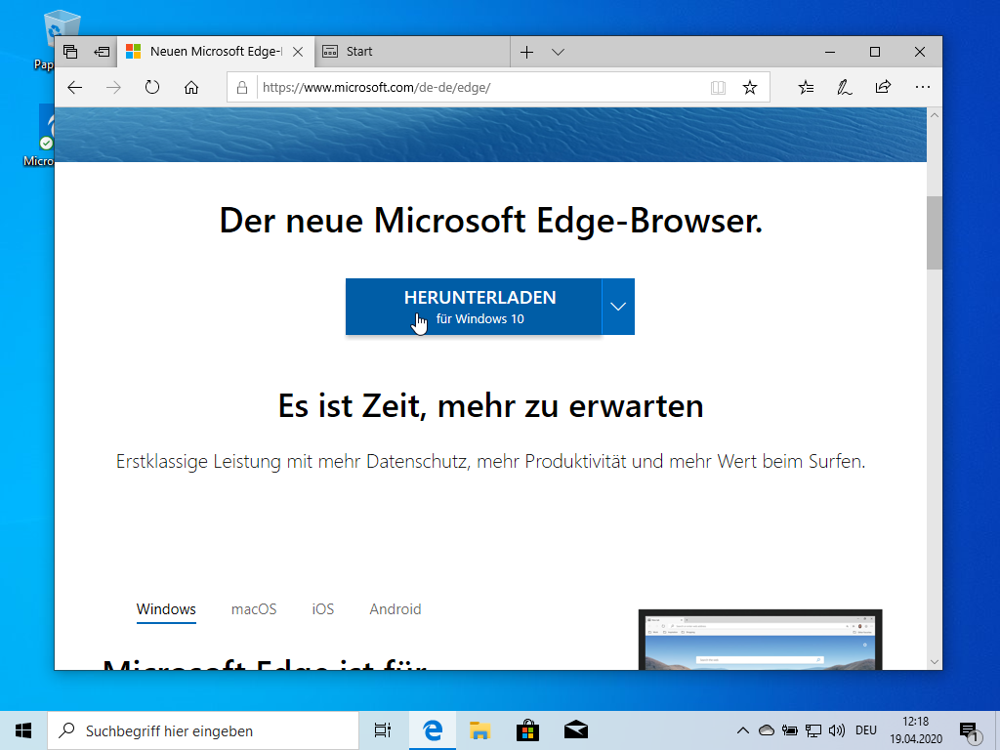 Pap
Micro
Neuen Microsoft Edge-
Start
https://www.microsoft.com/de-de/edge/
Der neue Microsoft Edge-Browser.
HERUNTERLADEN
für Windows 10
Es ist Zeit, mehr zu erwarten
Erstklassige Leistung mit mehr Datenschutz, mehr Produktivität und mehr Wert beim Surfen.
Windows macOS iOS Android
Microsoft Edge ist für
Suchbegriff hier eingeben
DEU
12:18
19.04.2020
1